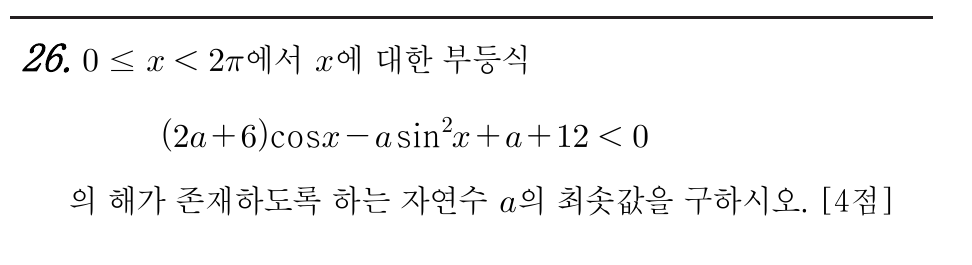 26. 0 ≤ x < 2π에서 x에 대한 부등식
(2a+6)cosx−a sin²x+a+12 < 0
의 해가 존재하도록 하는 자연수 a의 최솟값을 구하시오. [4점]